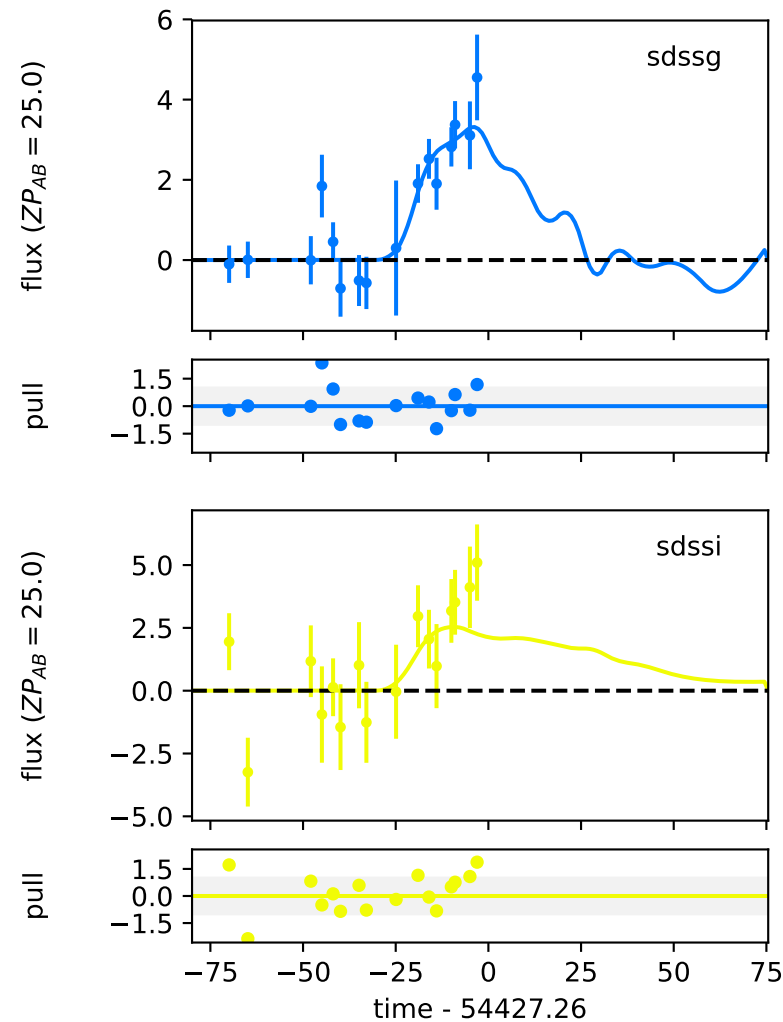 6
4
2
0
flux (ZP_AB = 25.0)
sdssg
1.5
0.0
−1.5
pull
5.0
2.5
0.0
−2.5
−5.0
flux (ZP_AB = 25.0)
sdssi
1.5
0.0
−1.5
pull
−75 −50 −25 0 25 50 75
time - 54427.26